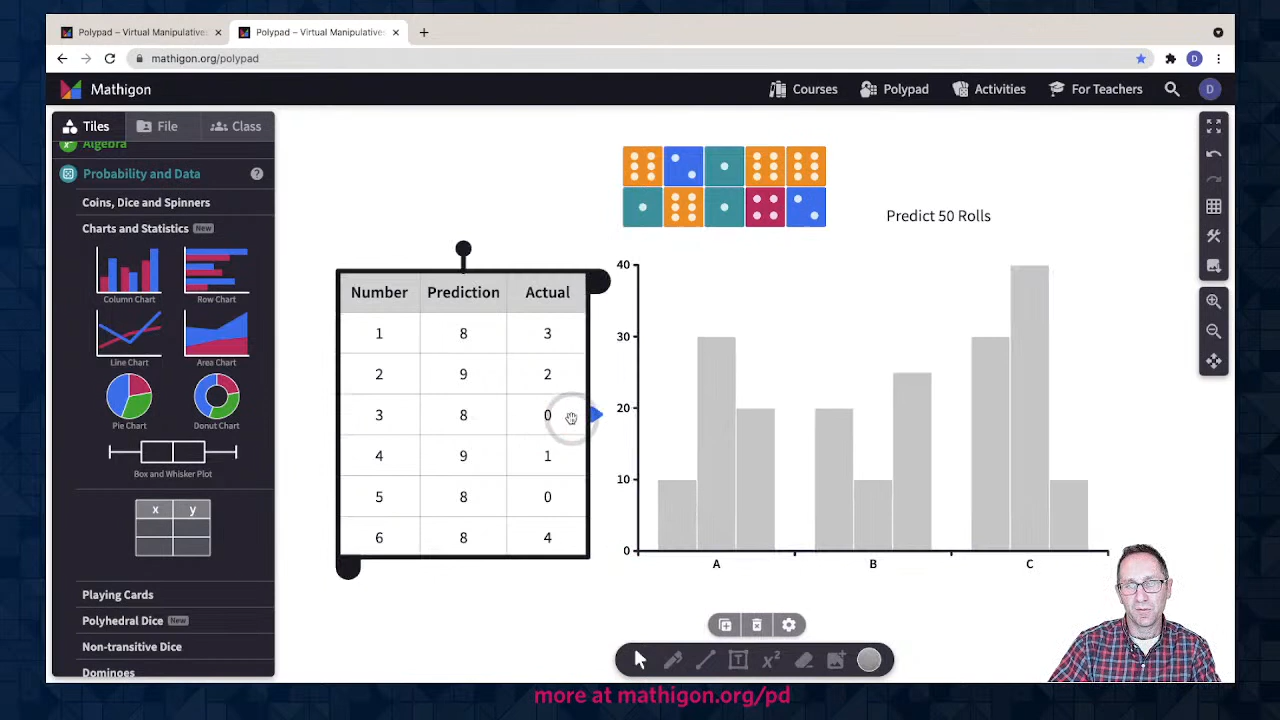 Polypad – Virtual Manipulatives
Polypad – Virtual Manipulatives
mathigon.org/polypad
D
Mathigon
Courses
Polypad
Activities
For Teachers
D
Tiles
File
Class
Algebra
Probability and Data
?
Coins, Dice and Spinners
Charts and Statistics New
Column Chart
Row Chart
Line Chart
Area Chart
Pie Chart
Donut Chart
Box and Whisker Plot
x y
Playing Cards
Polyhedral Dice New
Non-transitive Dice
Dominoes
Predict 50 Rolls
Number Prediction Actual
1 8 3
2 9 2
3 8 0
4 9 1
5 8 0
6 8 4
40
30
20
10
0
A B C
T
x²
more at mathigon.org/pd